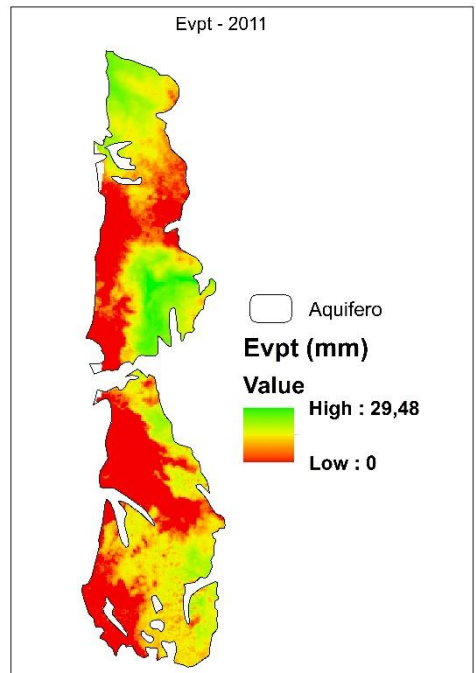 Evpt - 2011
Aquifero
Evpt (mm)
Value
High : 29,48
Low : 0